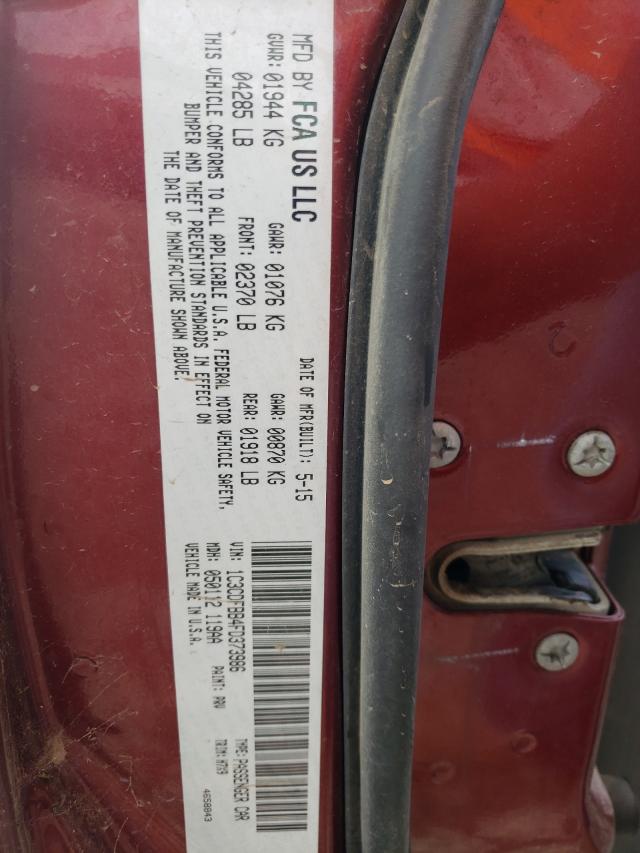 MFD BY FCA US LLC
DATE OF MFR(BUILT): 5-15
GVWR: 01944 KG GAWR: 01076 KG GAWR: 00870 KG
04285 LB FRONT: 02370 LB REAR: 01918 LB
THIS VEHICLE CONFORMS TO ALL APPLICABLE U.S.A. FEDERAL MOTOR VEHICLE SAFETY,
BUMPER AND THEFT PREVENTION STANDARDS IN EFFECT ON
THE DATE OF MANUFACTURE SHOWN ABOVE.
VIN: 1C3CDFBB4FD373986 TYPE: PASSENGER CAR
MDH: 050112 119AA PAINT: PRV TRIM: H7X9
VEHICLE MADE IN U.S.A. 4658843